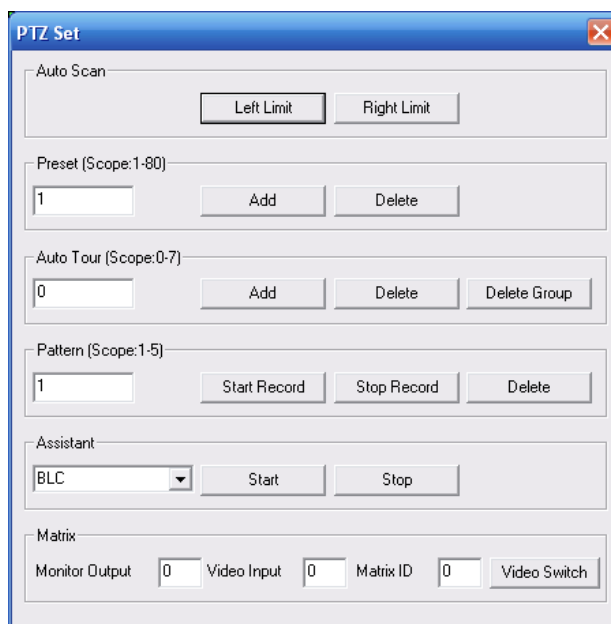 PTZ Set
Auto Scan
Left Limit Right Limit
Preset (Scope:1-80)
1 Add Delete
Auto Tour (Scope:0-7)
0 Add Delete Delete Group
Pattern (Scope:1-5)
1 Start Record Stop Record Delete
Assistant
BLC Start Stop
Matrix
Monitor Output 0 Video Input 0 Matrix ID 0 Video Switch